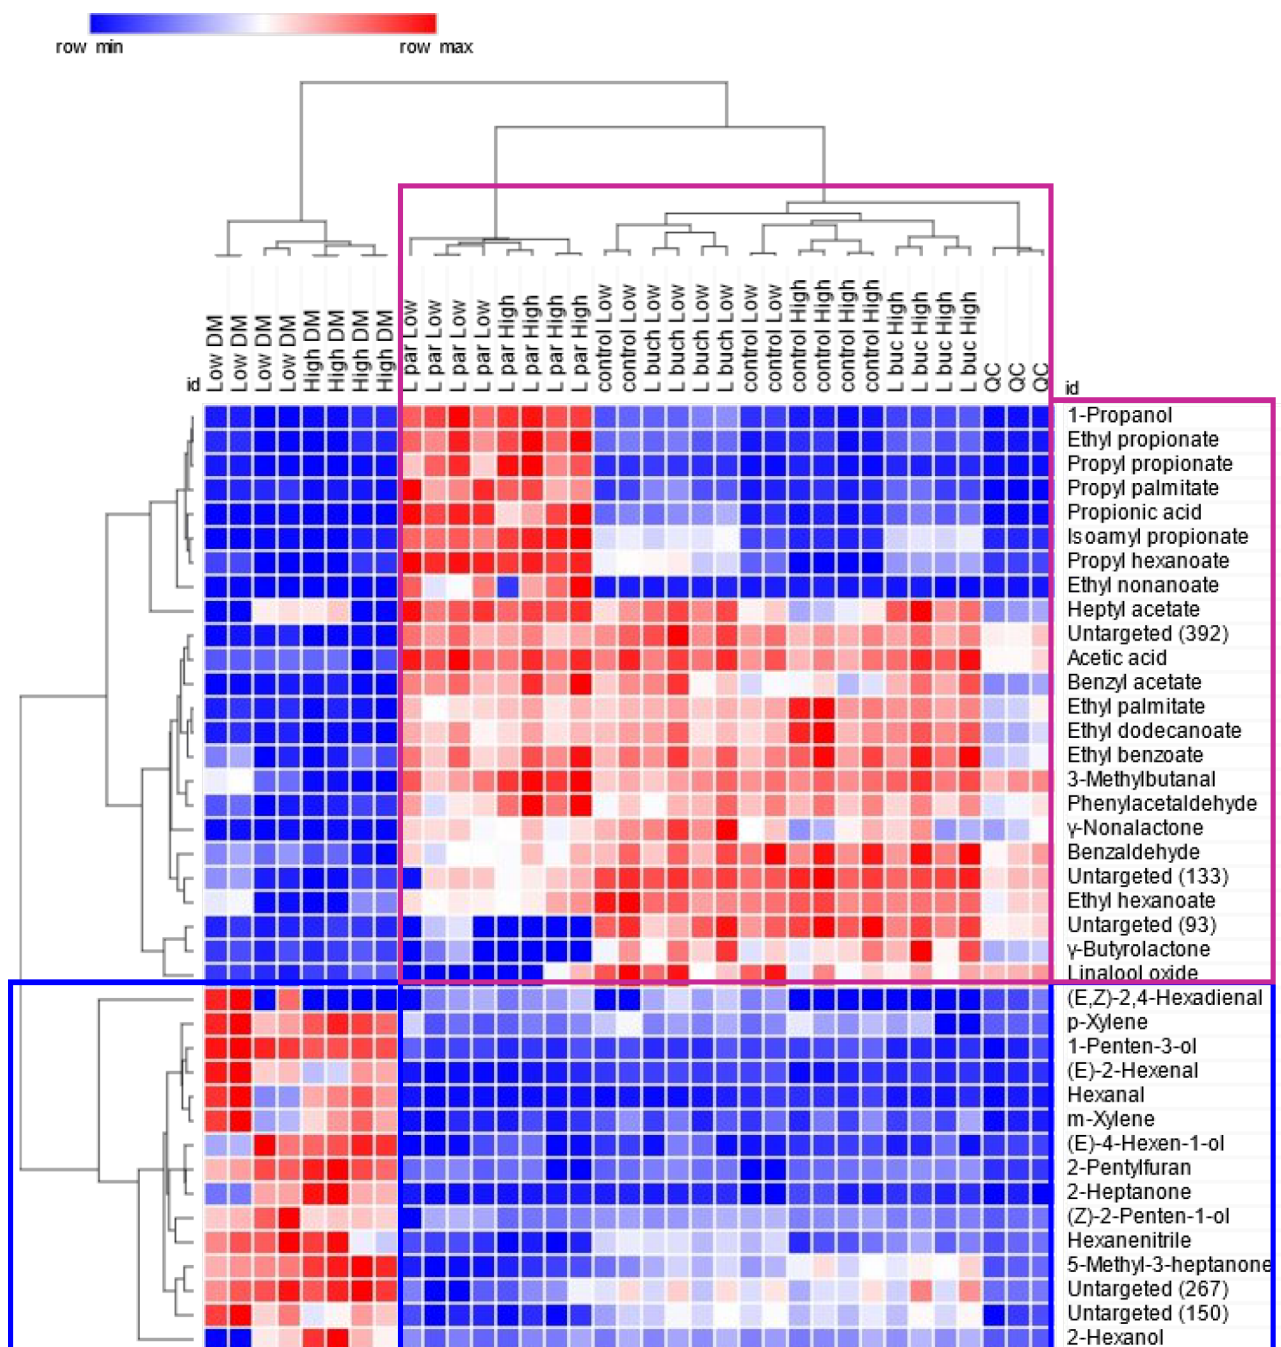 row min row max
id Low DM Low DM Low DM Low DM High DM High DM High DM High DM L par Low L par Low L par Low L par Low L par High L par High L par High L par High control Low control Low L buch Low L buch Low L buch Low L buch Low control Low control Low control High control High control High control High L buc High L buc High L buc High L buc High QC QC QC id
1-Propanol
Ethyl propionate
Propyl propionate
Propyl palmitate
Propionic acid
Isoamyl propionate
Propyl hexanoate
Ethyl nonanoate
Heptyl acetate
Untargeted (392)
Acetic acid
Benzyl acetate
Ethyl palmitate
Ethyl dodecanoate
Ethyl benzoate
3-Methylbutanal
Phenylacetaldehyde
γ-Nonalactone
Benzaldehyde
Untargeted (133)
Ethyl hexanoate
Untargeted (93)
γ-Butyrolactone
Linalool oxide
(E,Z)-2,4-Hexadienal
p-Xylene
1-Penten-3-ol
(E)-2-Hexenal
Hexanal
m-Xylene
(E)-4-Hexen-1-ol
2-Pentylfuran
2-Heptanone
(Z)-2-Penten-1-ol
Hexanenitrile
5-Methyl-3-heptanone
Untargeted (267)
Untargeted (150)
2-Hexanol